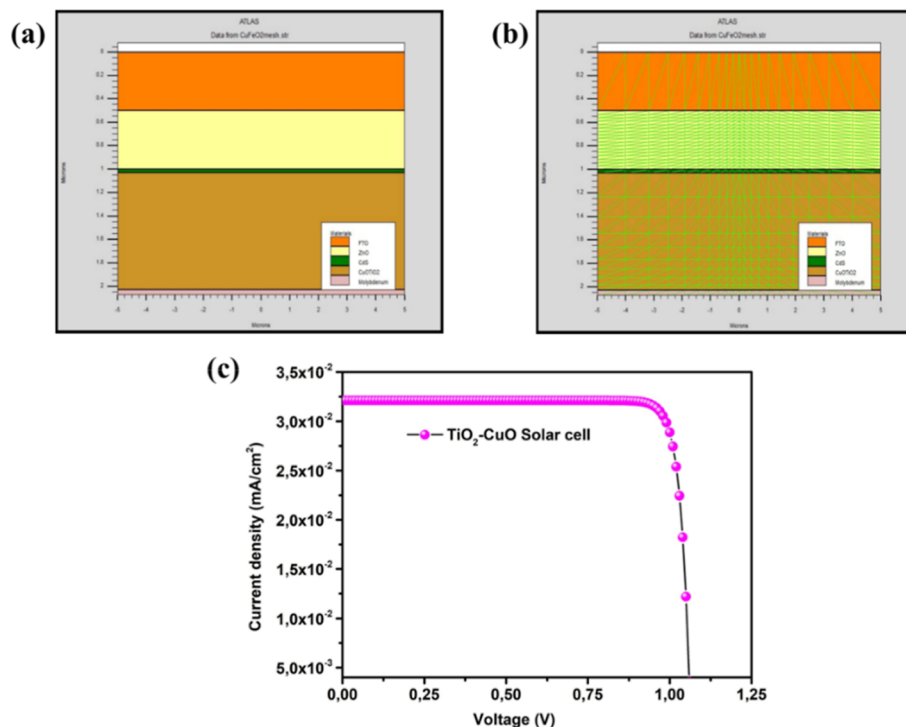 (a)
ATLAS
Data from CuFeO2mesh.str
0
0.2
0.4
0.6
0.8
1
1.2
1.4
1.6
1.8
2
Microns
Materials
FTO
ZnO
CdS
CuOTiO2
Molybdenum
-5 -4 -3 -2 -1 0 1 2 3 4 5
Microns
(b)
ATLAS
Data from CuFeO2mesh.str
0
0.2
0.4
0.6
0.8
1
1.2
1.4
1.6
1.8
2
Microns
Materials
FTO
ZnO
CdS
CuOTiO2
Molybdenum
-5 -4 -3 -2 -1 0 1 2 3 4 5
Microns
(c)
3,5x10⁻²
3,0x10⁻²
2,5x10⁻²
2,0x10⁻²
1,5x10⁻²
1,0x10⁻²
5,0x10⁻³
Current density (mA/cm²)
TiO₂-CuO Solar cell
0,00 0,25 0,50 0,75 1,00 1,25
Voltage (V)